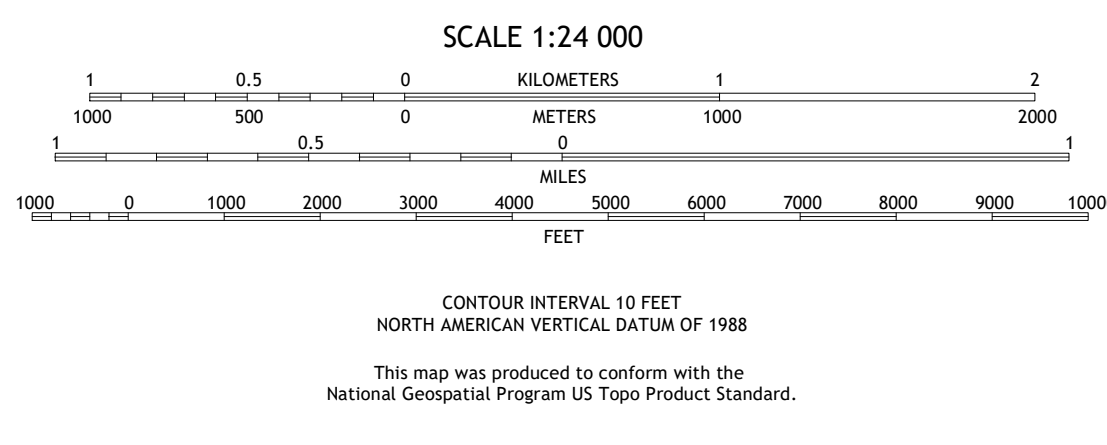 SCALE 1:24 000
1 0.5 0 KILOMETERS 1 2
1000 500 0 METERS 1000 2000
1 0.5 0 1
MILES
1000 0 1000 2000 3000 4000 5000 6000 7000 8000 9000 1000
FEET
CONTOUR INTERVAL 10 FEET
NORTH AMERICAN VERTICAL DATUM OF 1988
This map was produced to conform with the
National Geospatial Program US Topo Product Standard.